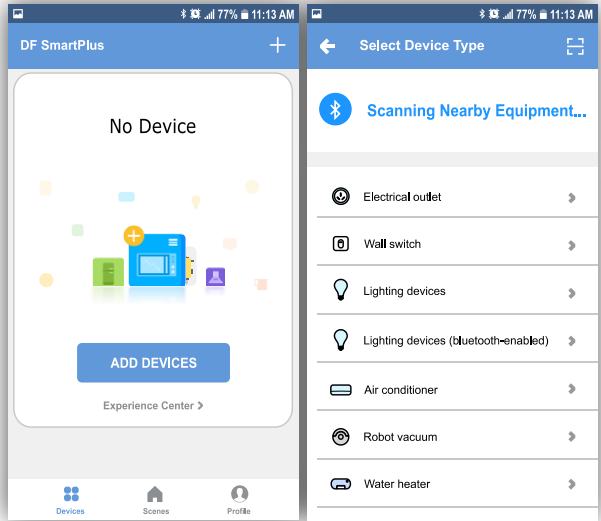 77% 11:13 AM
DF SmartPlus
No Device
ADD DEVICES
Experience Center
Devices
Scenes
Profile
77% 11:13 AM
Select Device Type
Scanning Nearby Equipment...
Electrical outlet
Wall switch
Lighting devices
Lighting devices (bluetooth-enabled)
Air conditioner
Robot vacuum
Water heater